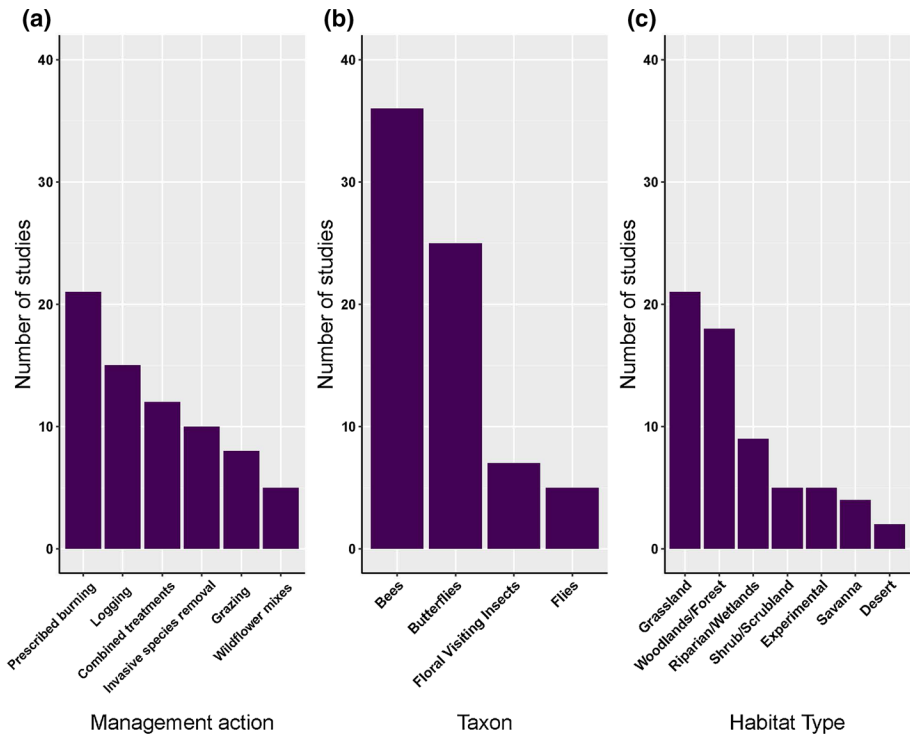 (a)
40
30
20
10
0
Number of studies
Prescribed burning
Logging
Combined treatments
Invasive species removal
Grazing
Wildflower mixes
Management action
(b)
40
30
20
10
0
Number of studies
Bees
Butterflies
Floral Visiting Insects
Flies
Taxon
(c)
40
30
20
10
0
Number of studies
Grassland
Woodlands/Forest
Riparian/Wetlands
Shrub/Scrubland
Experimental
Savanna
Desert
Habitat Type